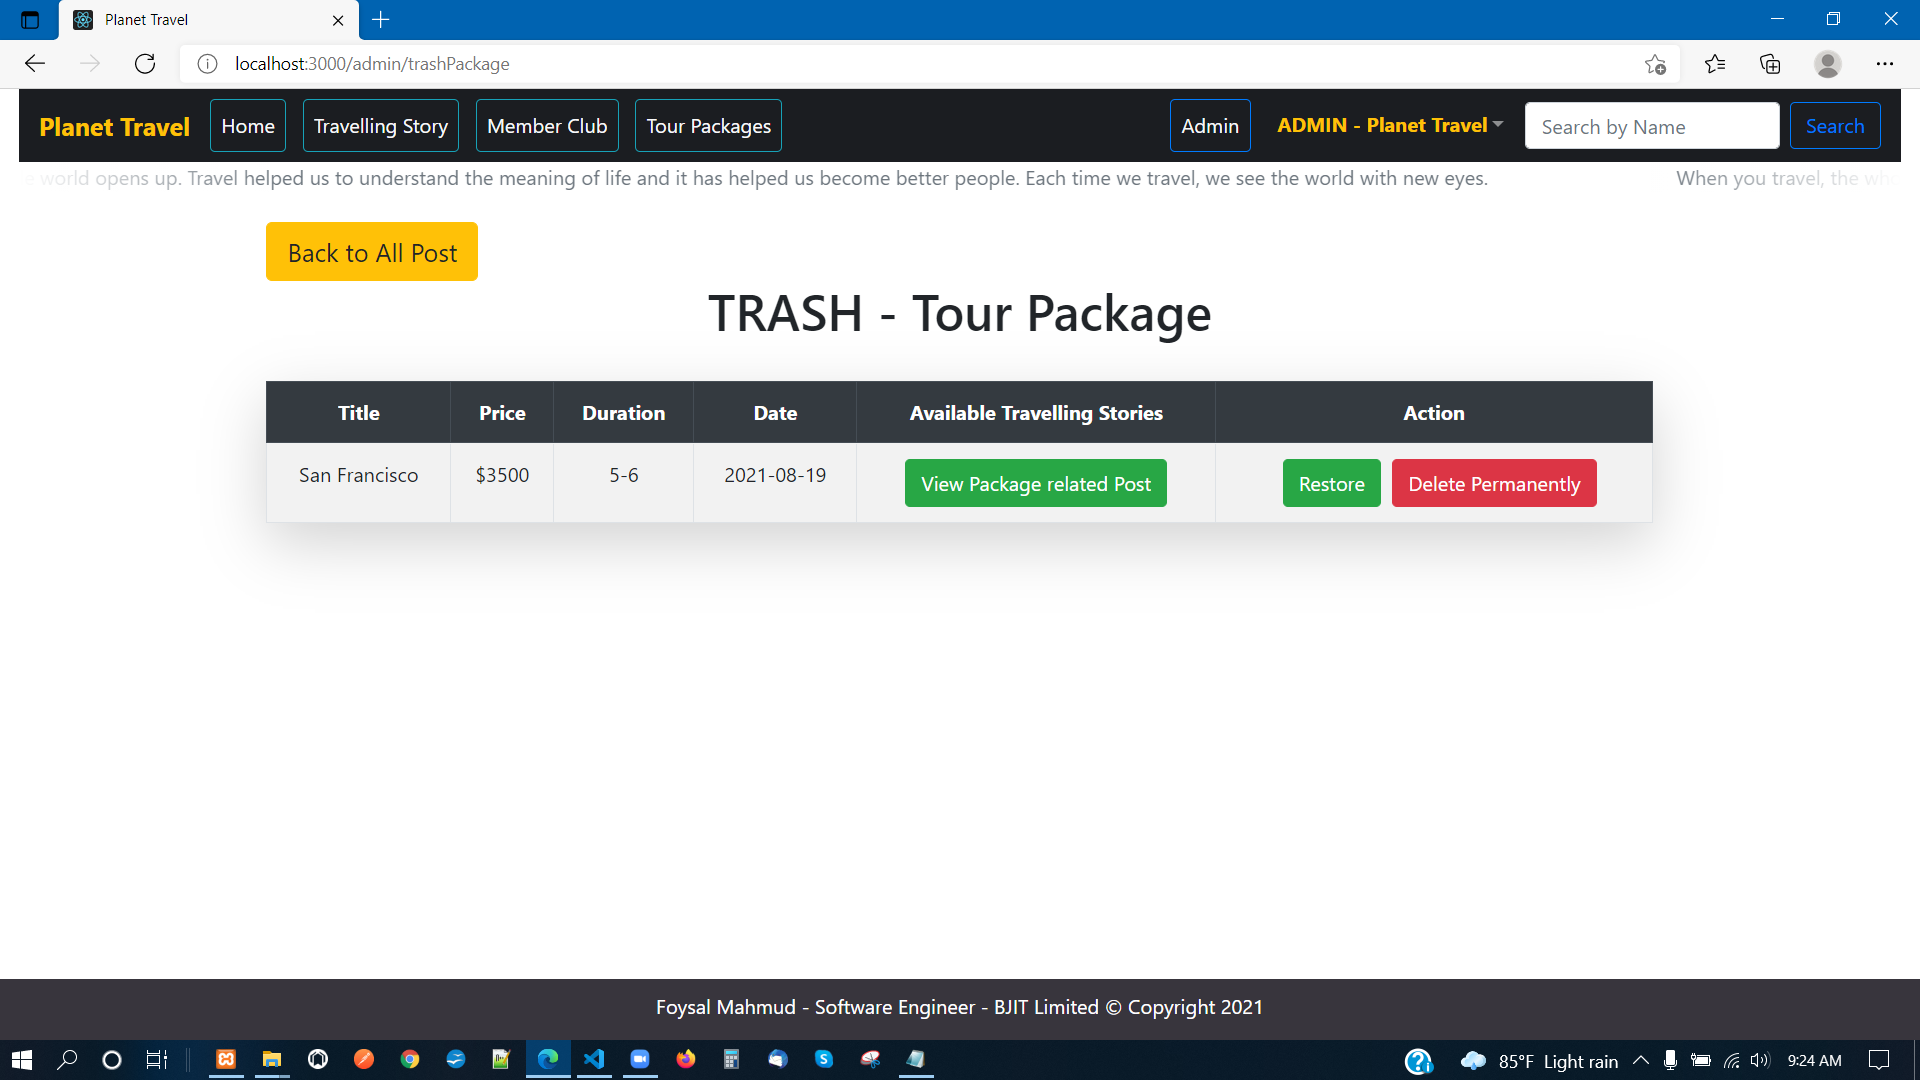 Planet Travel
localhost:3000/admin/trashPackage
Planet Travel Home Travelling Story Member Club Tour Packages Admin ADMIN - Planet Travel Search by Name Search
e world opens up. Travel helped us to understand the meaning of life and it has helped us become better people. Each time we travel, we see the world with new eyes. When you travel, the who
Back to All Post
TRASH - Tour Package
Title Price Duration Date Available Travelling Stories Action
San Francisco $3500 5-6 2021-08-19 View Package related Post Restore Delete Permanently
Foysal Mahmud - Software Engineer - BJIT Limited © Copyright 2021
85°F Light rain 9:24 AM